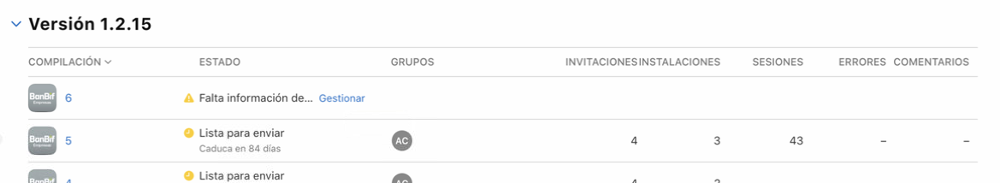 Versión 1.2.15
COMPILACIÓN ESTADO GRUPOS INVITACIONES INSTALACIONES SESIONES ERRORES COMENTARIOS
BanBif
Empresas
6 Falta información de... Gestionar
BanBif
Empresas
5 Lista para enviar AC 4 3 43 – –
Caduca en 84 días
BanBif
4 Lista para enviar AC 4